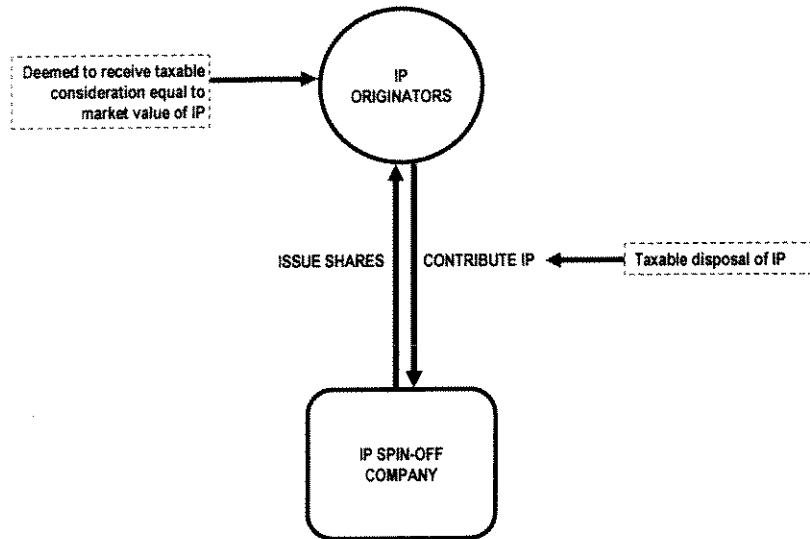 Deemed to receive taxable
consideration equal to
market value of IP
IP
ORIGINATORS
ISSUE SHARES
CONTRIBUTE IP
Taxable disposal of IP
IP SPIN-OFF
COMPANY